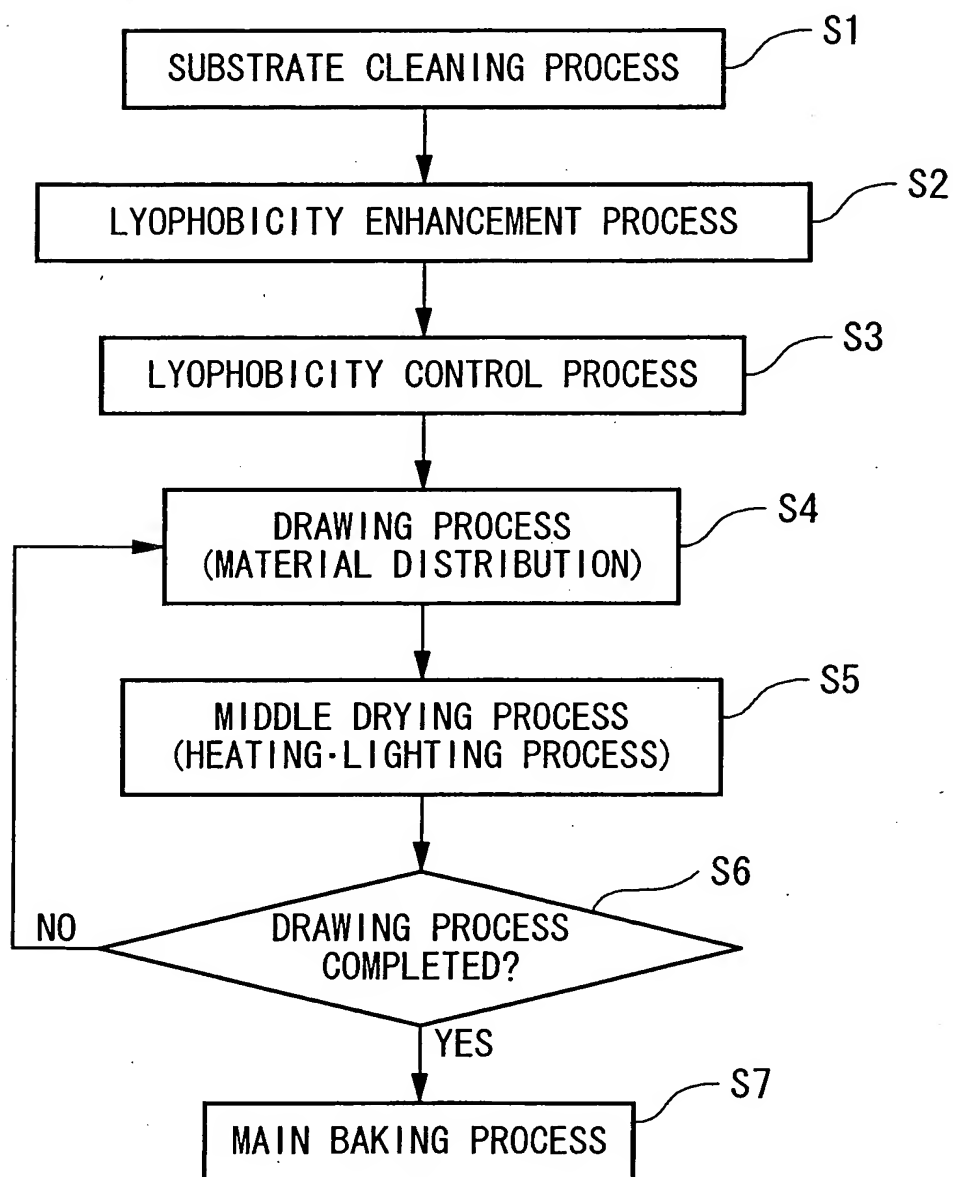 S1
SUBSTRATE CLEANING PROCESS
S2
LYOPHOBICITY ENHANCEMENT PROCESS
S3
LYOPHOBICITY CONTROL PROCESS
S4
DRAWING PROCESS
(MATERIAL DISTRIBUTION)
S5
MIDDLE DRYING PROCESS
(HEATING·LIGHTING PROCESS)
S6
NO
DRAWING PROCESS
COMPLETED?
YES
S7
MAIN BAKING PROCESS